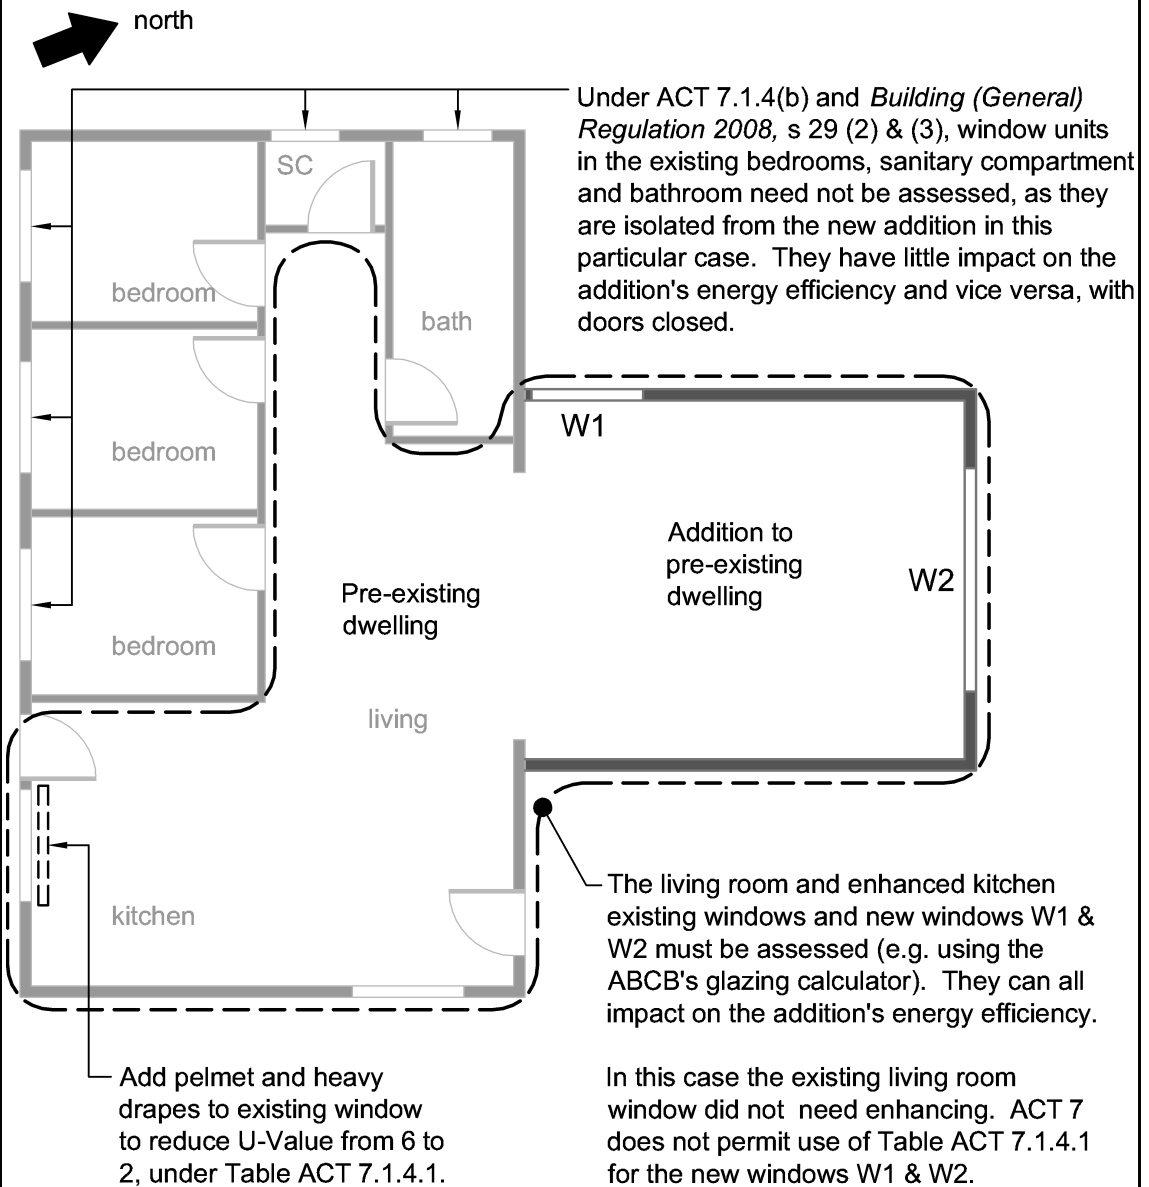 north
Under ACT 7.1.4(b) and Building (General)
Regulation 2008, s 29 (2) & (3), window units
in the existing bedrooms, sanitary compartment
and bathroom need not be assessed, as they
are isolated from the new addition in this
particular case. They have little impact on the
addition's energy efficiency and vice versa, with
doors closed.
SC
bedroom
bath
W1
bedroom
Addition to
pre-existing
dwelling
W2
Pre-existing
dwelling
bedroom
living
kitchen
The living room and enhanced kitchen
existing windows and new windows W1 &
W2 must be assessed (e.g. using the
ABCB's glazing calculator). They can all
impact on the addition's energy efficiency.
Add pelmet and heavy
drapes to existing window
to reduce U-Value from 6 to
2, under Table ACT 7.1.4.1.
In this case the existing living room
window did not need enhancing. ACT 7
does not permit use of Table ACT 7.1.4.1
for the new windows W1 & W2.